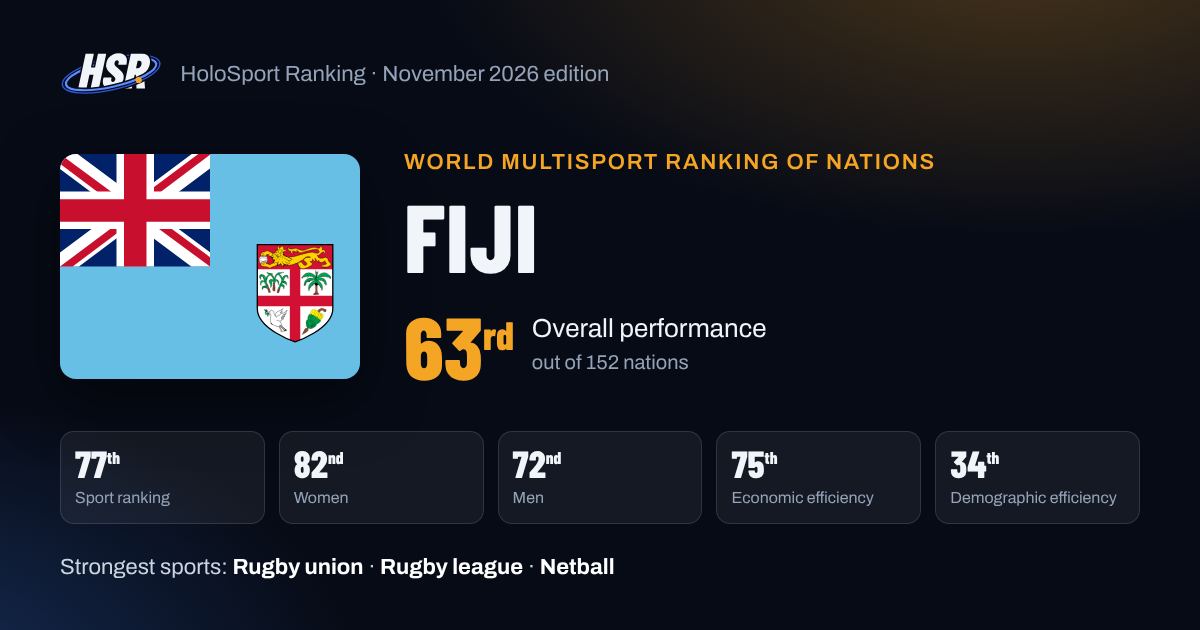 HSR
HoloSport Ranking · November 2026 edition
WORLD MULTISPORT RANKING OF NATIONS
FIJI
63rd
Overall performance
out of 152 nations
77th
Sport ranking
82nd
Women
72nd
Men
75th
Economic efficiency
34th
Demographic efficiency
Strongest sports: Rugby union · Rugby league · Netball